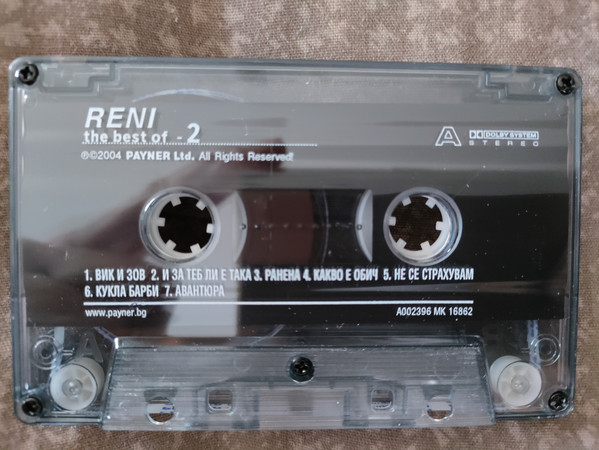 RENI
the best of - 2
℗©2004 PAYNER Ltd. All Rights Reserved!
A DOLBY SYSTEM
STEREO
1. ВИК И ЗОВ 2. И ЗА ТЕБ ЛИ Е ТАКА 3. РАНЕНА 4. КАКВО Е ОБИЧ 5. НЕ СЕ СТРАХУВАМ
6. КУКЛА БАРБИ 7. АВАНТЮРА
www.payner.bg A002396 MK 16862